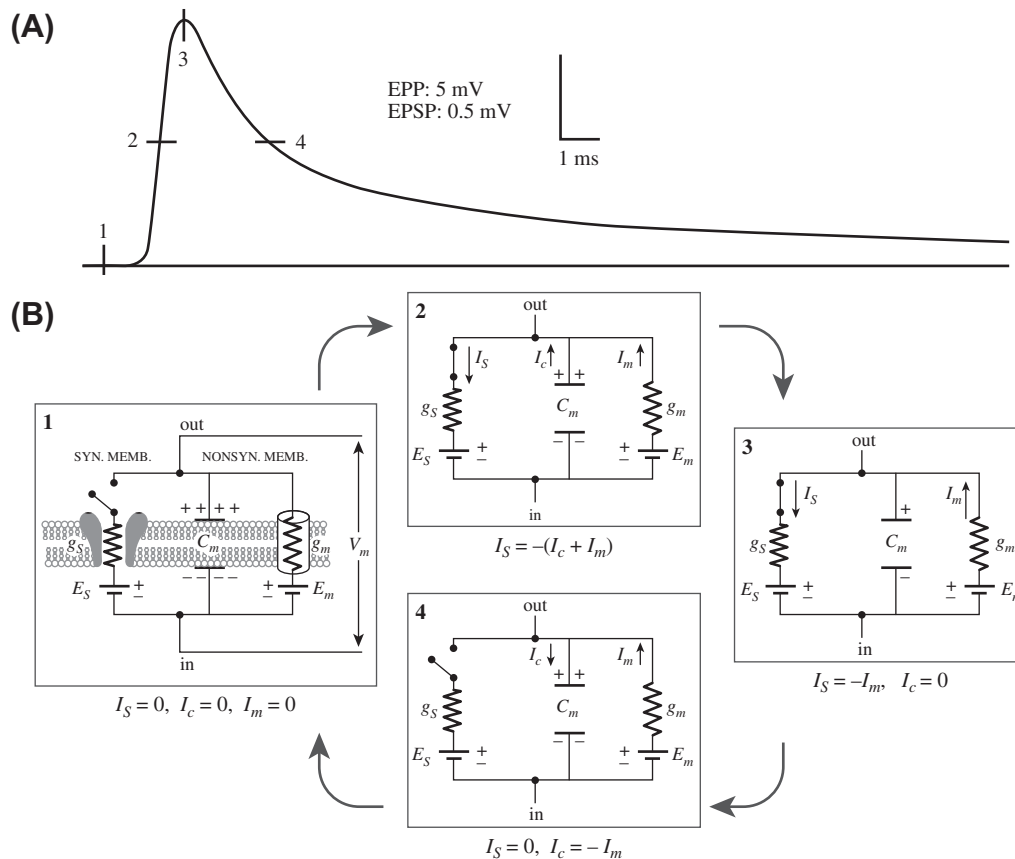 (A)
3
EPP: 5 mV
EPSP: 0.5 mV
1 ms
2
4
1
(B)
2
out
I_S
I_c
+ +
I_m
g_S
C_m
g_m
E_S
+
–
– –
+
–
E_m
in
I_S = –(I_c + I_m)
1
out
SYN. MEMB.
NONSYN. MEMB.
+ + + +
g_S
C_m
g_m
V_m
E_S
+
–
– – – –
+
–
E_m
in
I_S = 0, I_c = 0, I_m = 0
3
out
I_S
+
I_m
g_S
C_m
g_m
E_S
+
–
–
+
–
in
I_S = –I_m, I_c = 0
4
out
I_c
+ +
I_m
g_S
C_m
g_m
E_S
+
–
– –
+
–
E_m
in
I_S = 0, I_c = – I_m